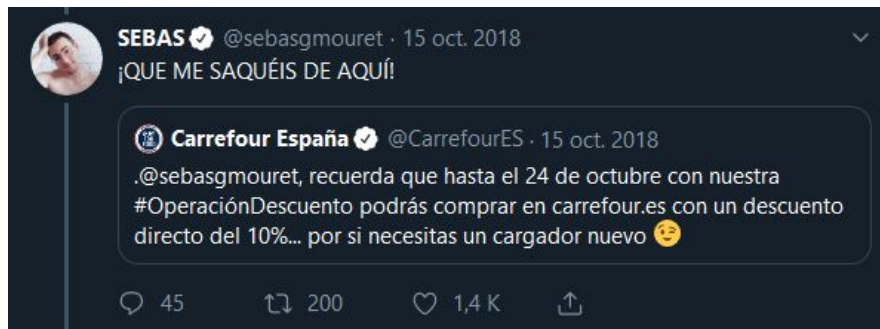 SEBAS @sebasgmouret · 15 oct. 2018
¡QUE ME SAQUÉIS DE AQUÍ!
Carrefour España @CarrefourES · 15 oct. 2018
.@sebasgmouret, recuerda que hasta el 24 de octubre con nuestra
#OperaciónDescuento podrás comprar en carrefour.es con un descuento
directo del 10%... por si necesitas un cargador nuevo 😉
45 200 1,4 K